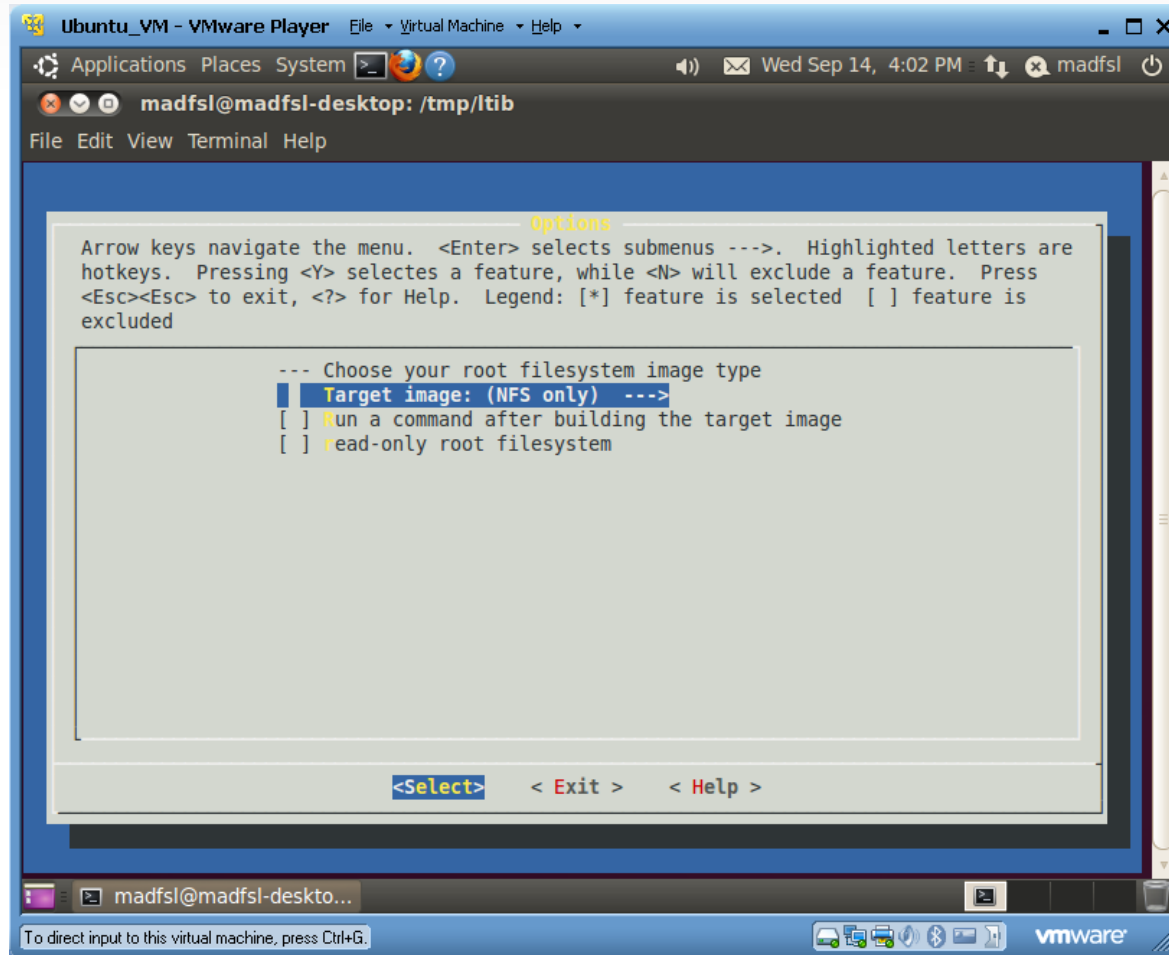 Ubuntu_VM - VMware Player File Virtual Machine Help
Applications Places System Wed Sep 14, 4:02 PM madfsl
madfsl@madfsl-desktop: /tmp/ltib
File Edit View Terminal Help
Options
Arrow keys navigate the menu. <Enter> selects submenus --->. Highlighted letters are
hotkeys. Pressing <Y> selectes a feature, while <N> will exclude a feature. Press
<Esc><Esc> to exit, <?> for Help. Legend: [*] feature is selected [ ] feature is
excluded
--- Choose your root filesystem image type
Target image: (NFS only) --->
[ ] Run a command after building the target image
[ ] read-only root filesystem
<Select> < Exit > < Help >
madfsl@madfsl-deskto...
To direct input to this virtual machine, press Ctrl+G.
vmware